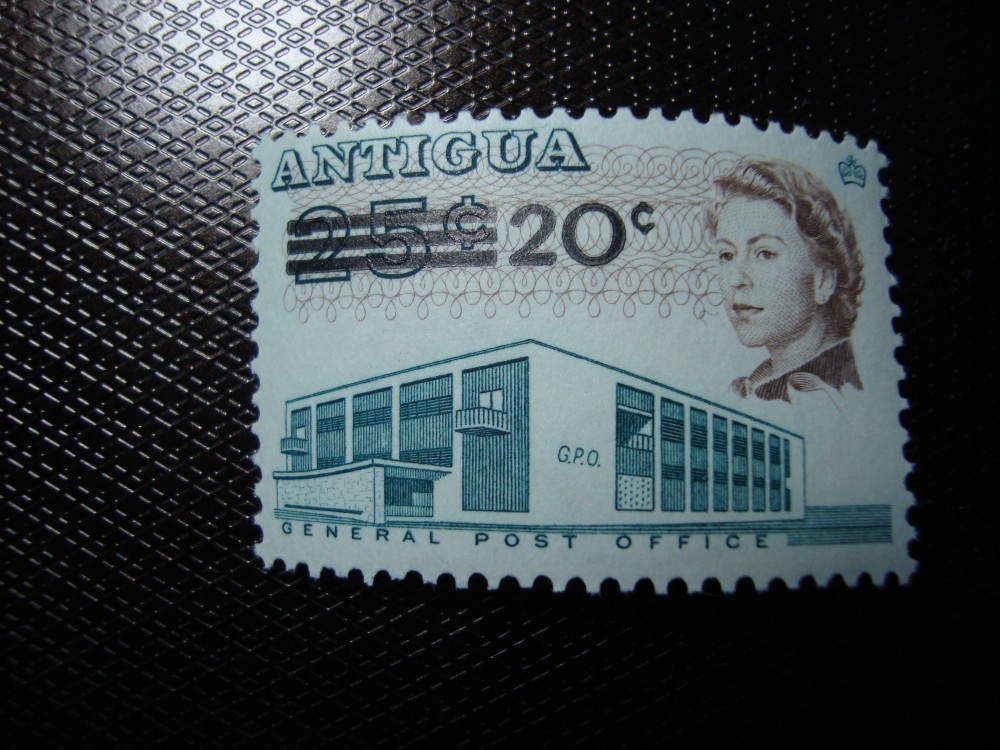 ANTIGUA
25¢ 20¢
G.P.O.
GENERAL POST OFFICE